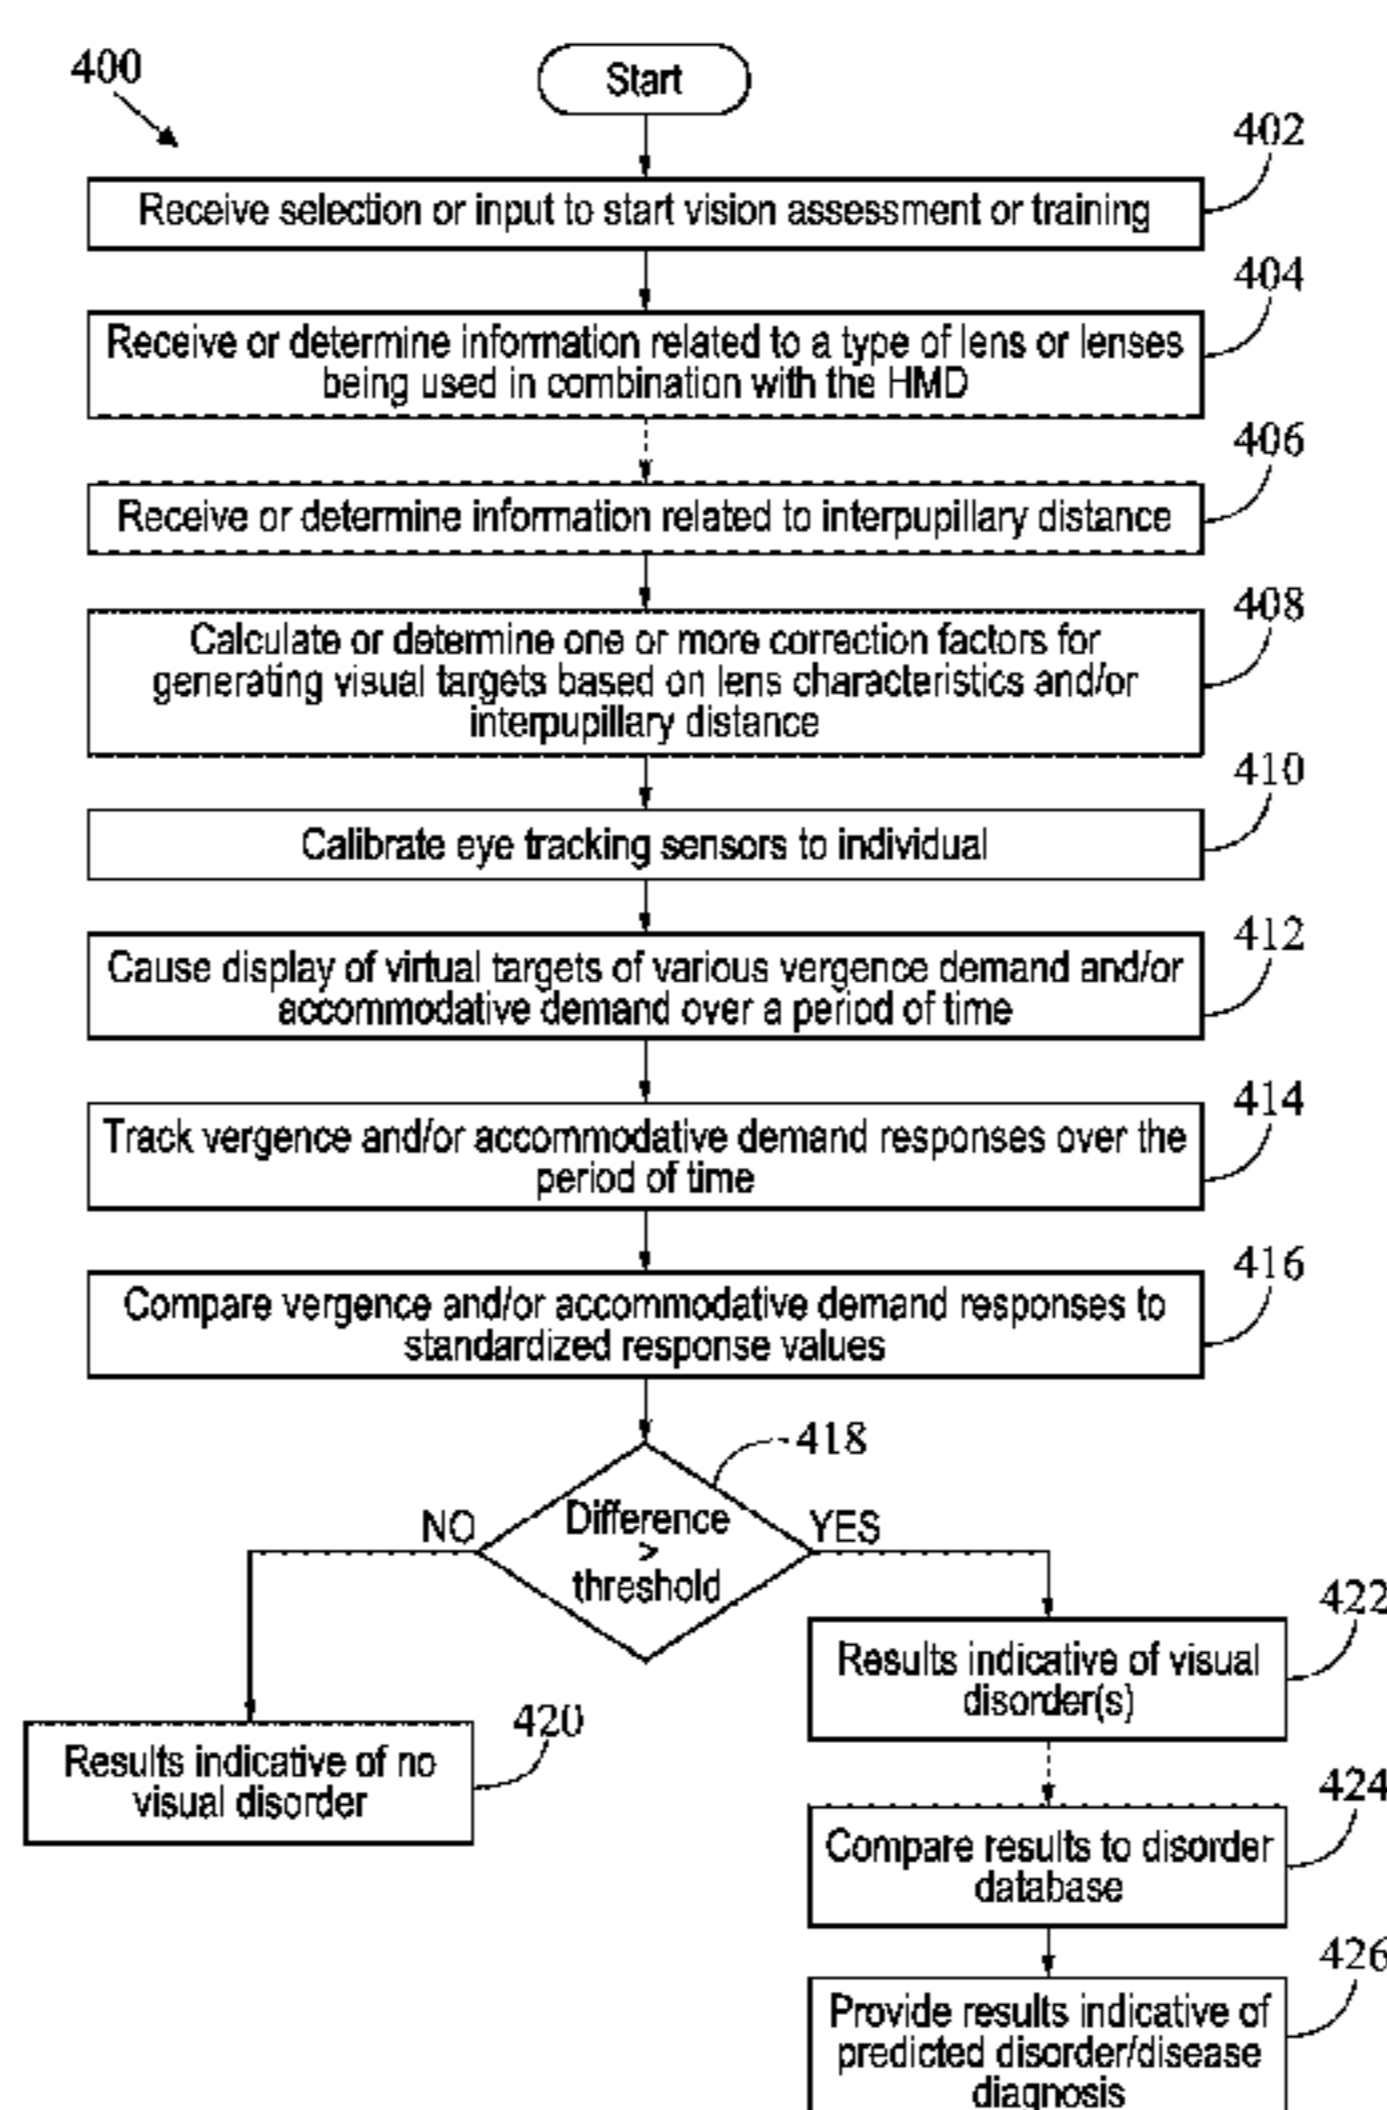 400
Start
402
Receive selection or input to start vision assessment or training
404
Receive or determine information related to a type of lens or lenses
being used in combination with the HMD
406
Receive or determine information related to interpupillary distance
408
Calculate or determine one or more correction factors for
generating visual targets based on lens characteristics and/or
interpupillary distance
410
Calibrate eye tracking sensors to individual
412
Cause display of virtual targets of various vergence demand and/or
accommodative demand over a period of time
414
Track vergence and/or accommodative demand responses over the
period of time
416
Compare vergence and/or accommodative demand responses to
standardized response values
418
NO
Difference
>
threshold
YES
422
Results indicative of visual
disorder(s)
420
Results indicative of no
visual disorder
424
Compare results to disorder
database
426
Provide results indicative of
predicted disorder/disease
diagnosis